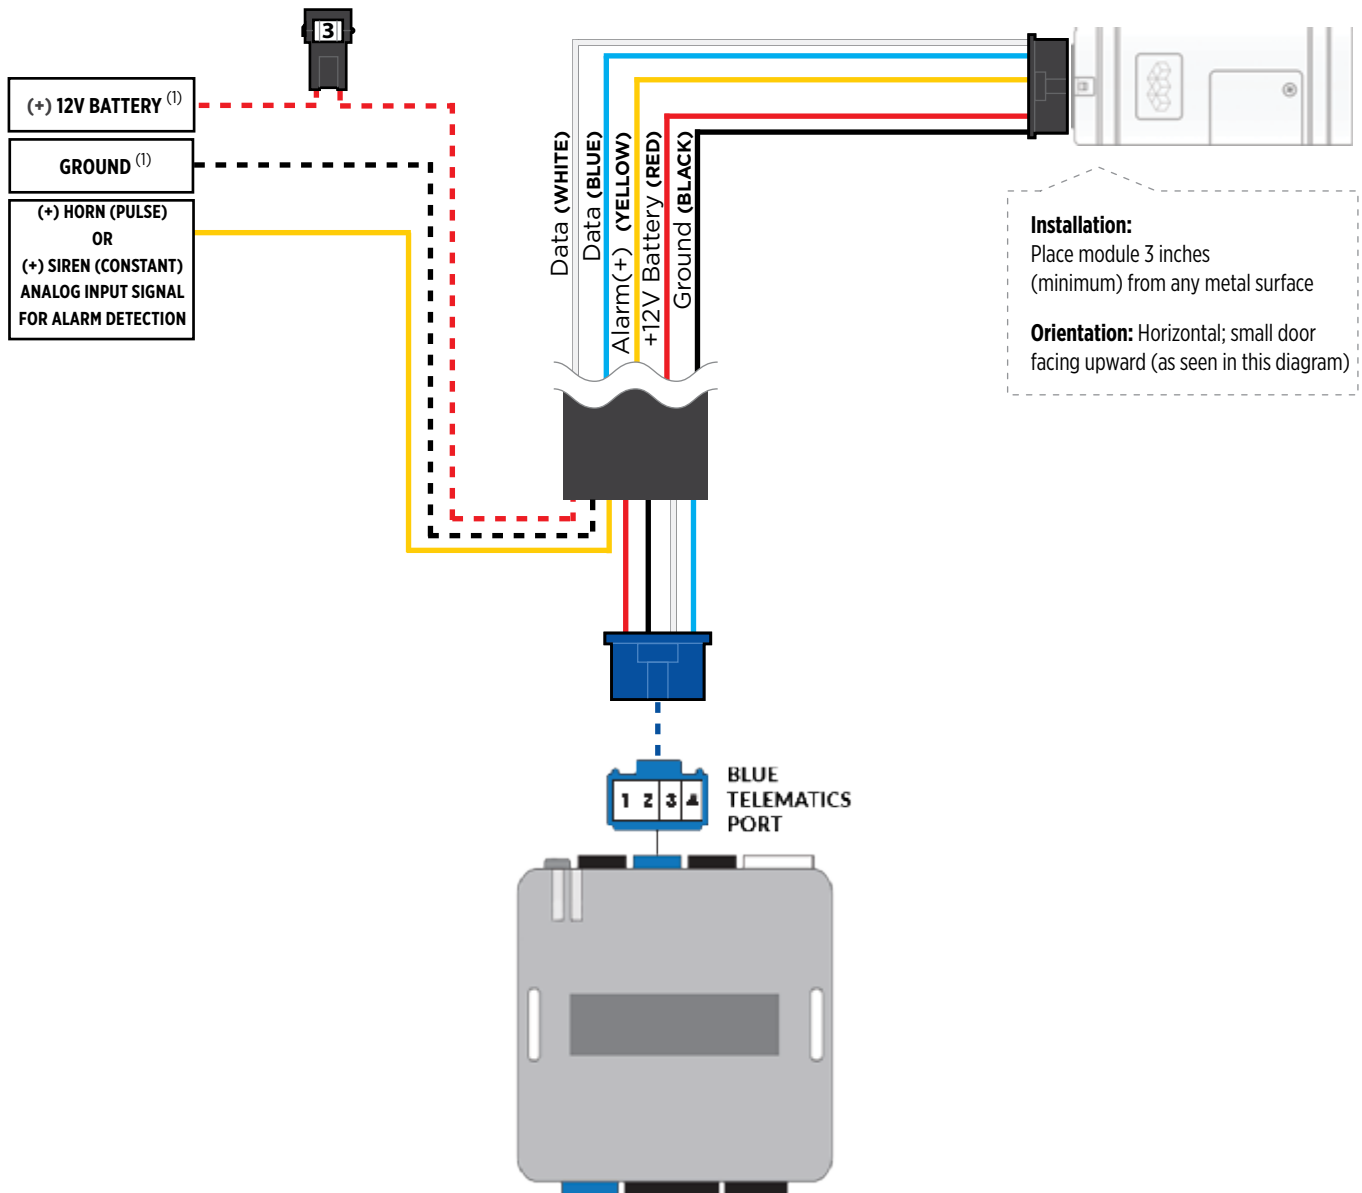 3
(+) 12V BATTERY (1)
GROUND (1)
(+) HORN (PULSE)
OR
(+) SIREN (CONSTANT)
ANALOG INPUT SIGNAL
FOR ALARM DETECTION
Data (WHITE)
Data (BLUE)
Alarm(+) (YELLOW)
+12V Battery (RED)
Ground (BLACK)
Installation:
Place module 3 inches
(minimum) from any metal surface
Orientation: Horizontal; small door
facing upward (as seen in this diagram)
1 2 3 4
BLUE
TELEMATICS
PORT